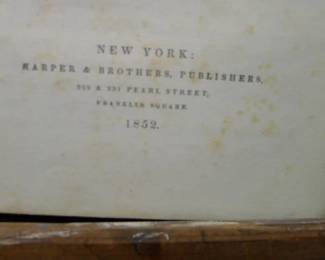 NEW YORK:
HARPER & BROTHERS, PUBLISHERS,
329 & 331 PEARL STREET,
FRANKLIN SQUARE.
1852.